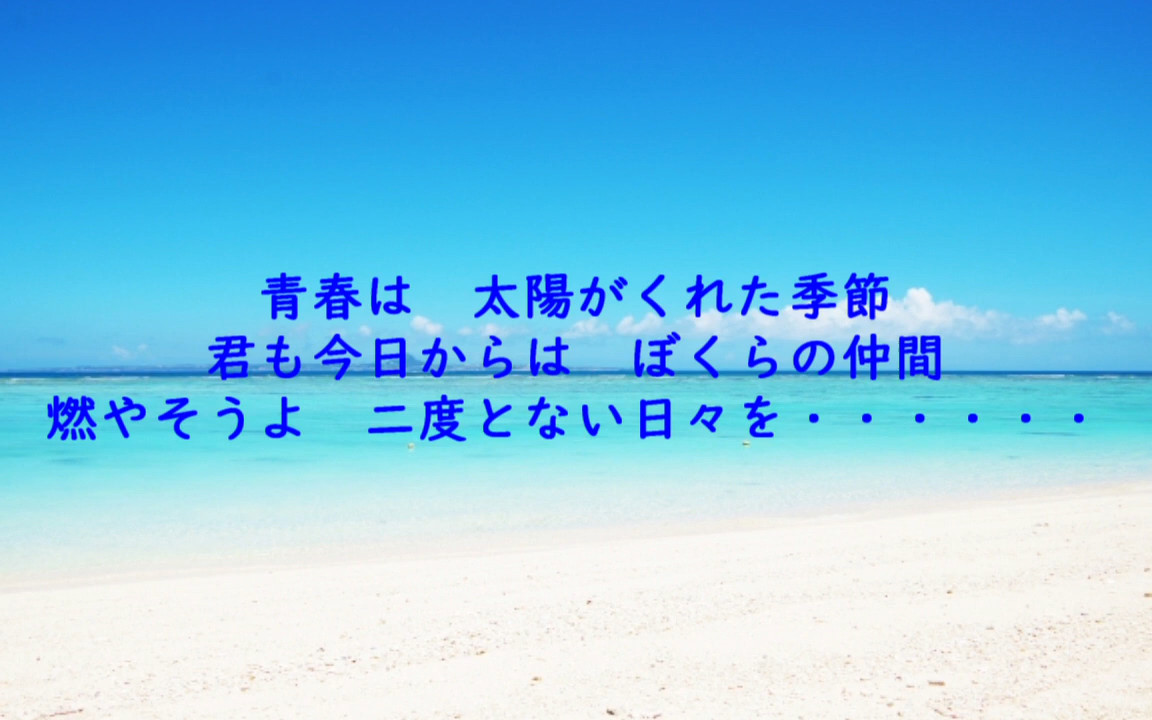 青春は　太陽がくれた季節
君も今日からは　ぼくらの仲間
燃やそうよ　二度とない日々を・・・・・・